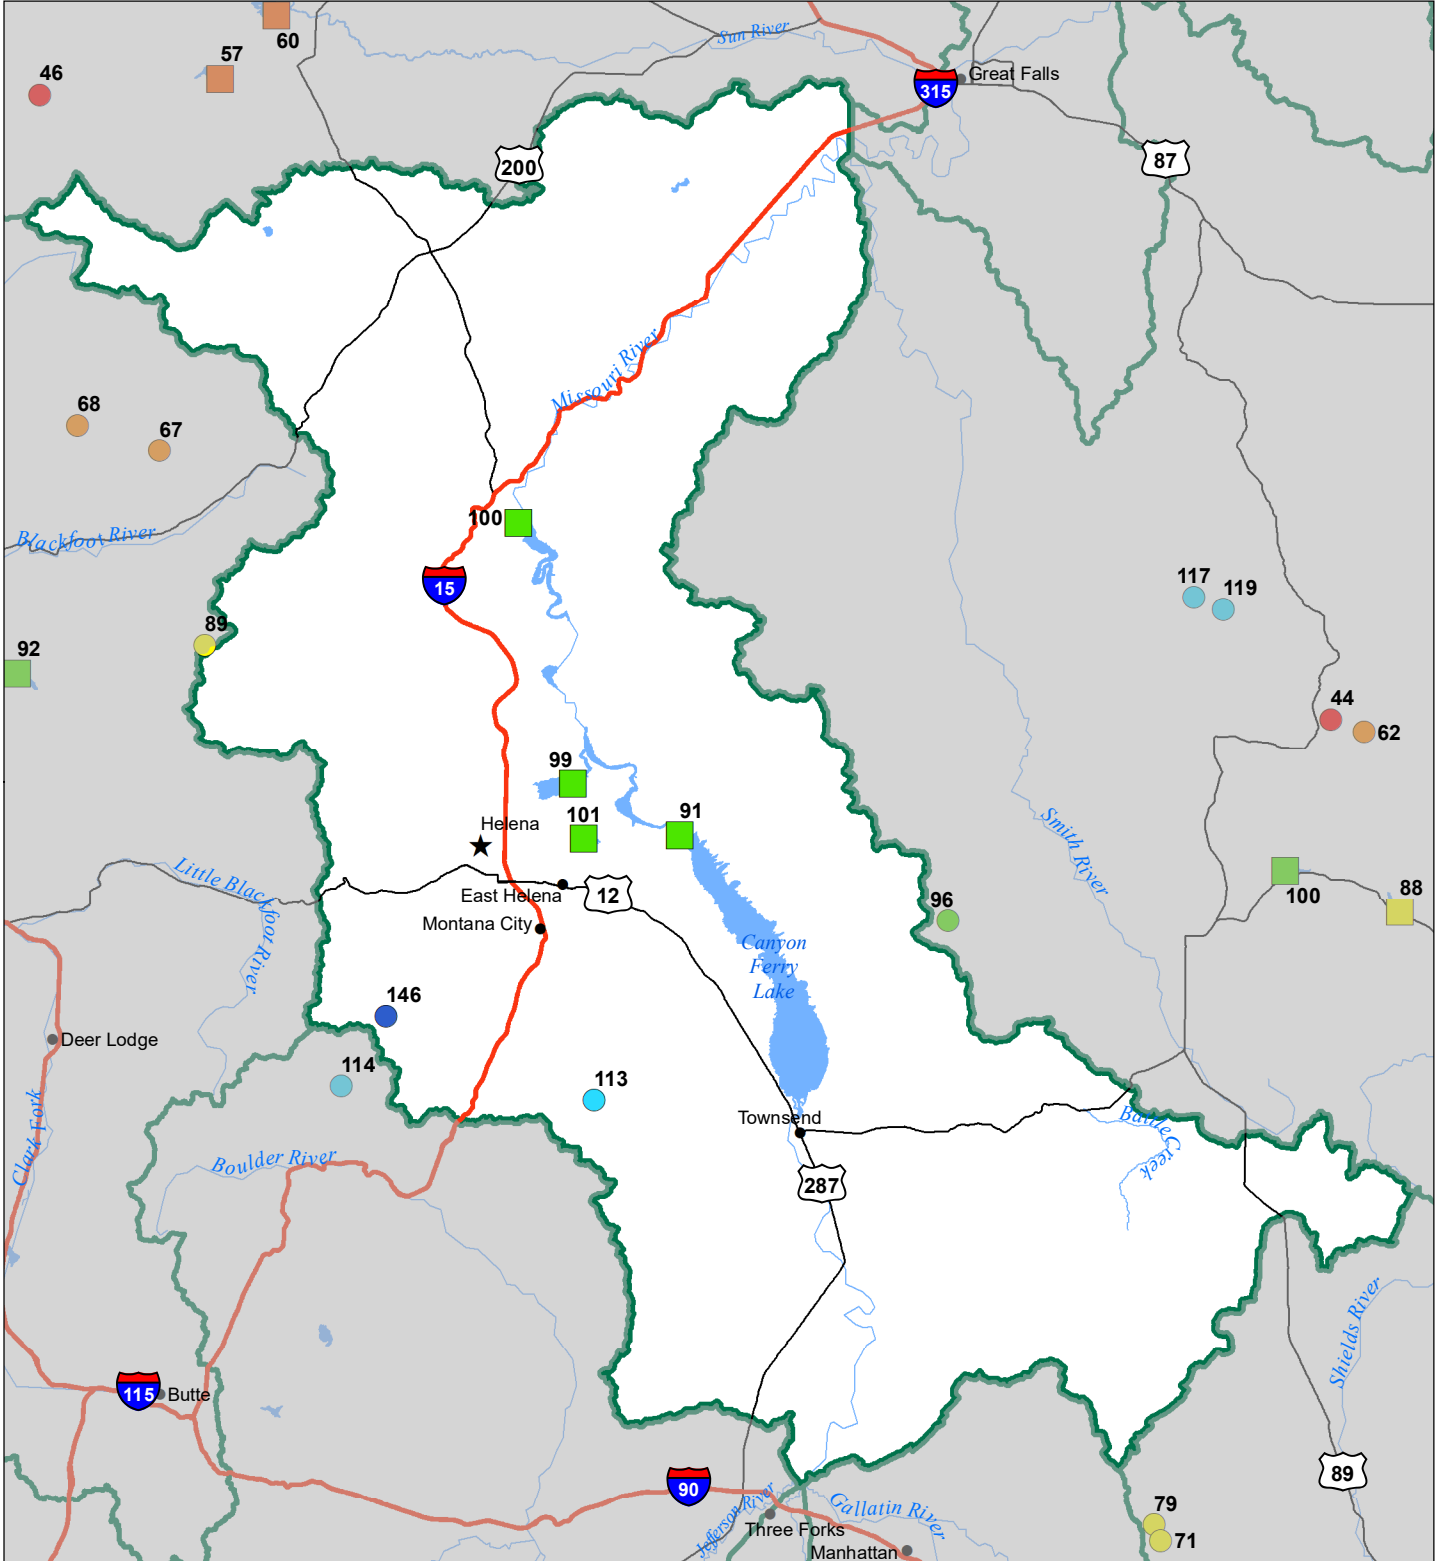 60
57
46
Sun River
Great Falls
315
200
87
Missouri River
68
67
Blackfoot River
100
15
117
119
89
92
44
62
99
101
91
Helena
Smith River
Little Blackfoot River
East Helena
12
Montana City
96
100
88
Canyon
Ferry
Lake
146
Deer Lodge
114
113
Clark Fork
Townsend
Battle Creek
Boulder River
287
Shields River
115
Butte
90
89
Jefferson River
Gallatin River
79
71
Three Forks
Manhattan